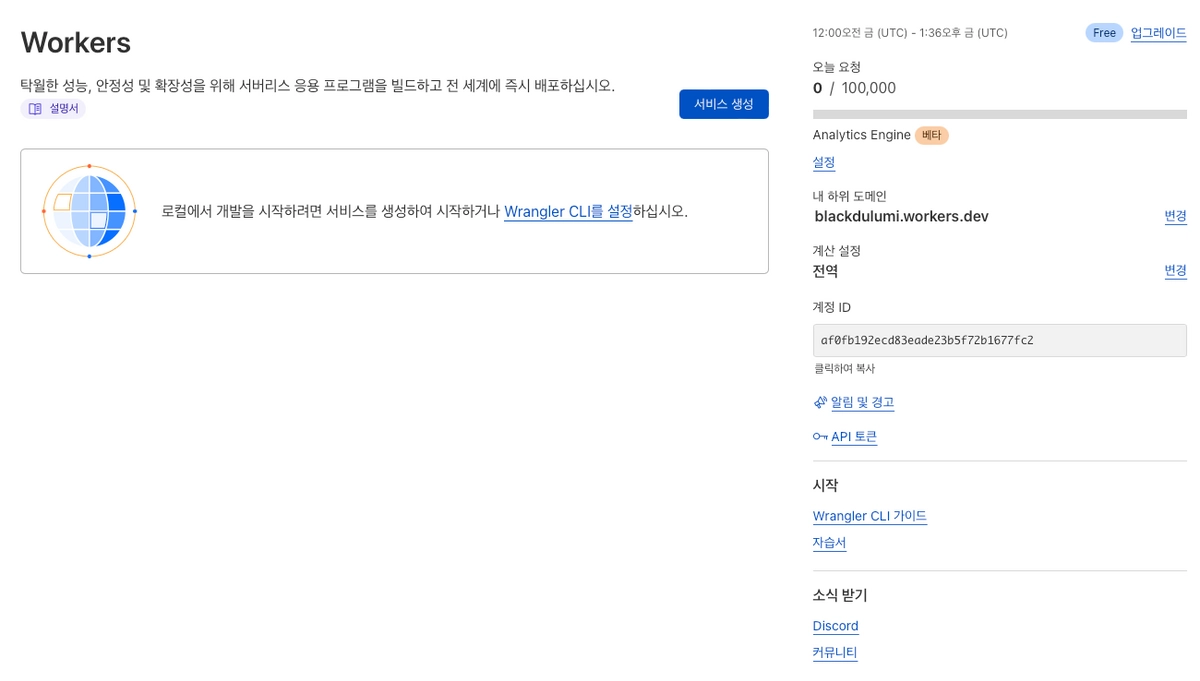 Workers
탁월한 성능, 안정성 및 확장성을 위해 서버리스 응용 프로그램을 빌드하고 전 세계에 즉시 배포하십시오.
설명서
서비스 생성
로컬에서 개발을 시작하려면 서비스를 생성하여 시작하거나 Wrangler CLI를 설정하십시오.
12:00오전 금 (UTC) - 1:36오후 금 (UTC)
Free 업그레이드
오늘 요청
0 / 100,000
Analytics Engine 베타
설정
내 하위 도메인
blackdulumi.workers.dev 변경
계산 설정
전역 변경
계정 ID
af0fb192ecd83eade23b5f72b1677fc2
클릭하여 복사
알림 및 경고
API 토큰
시작
Wrangler CLI 가이드
자습서
소식 받기
Discord
커뮤니티